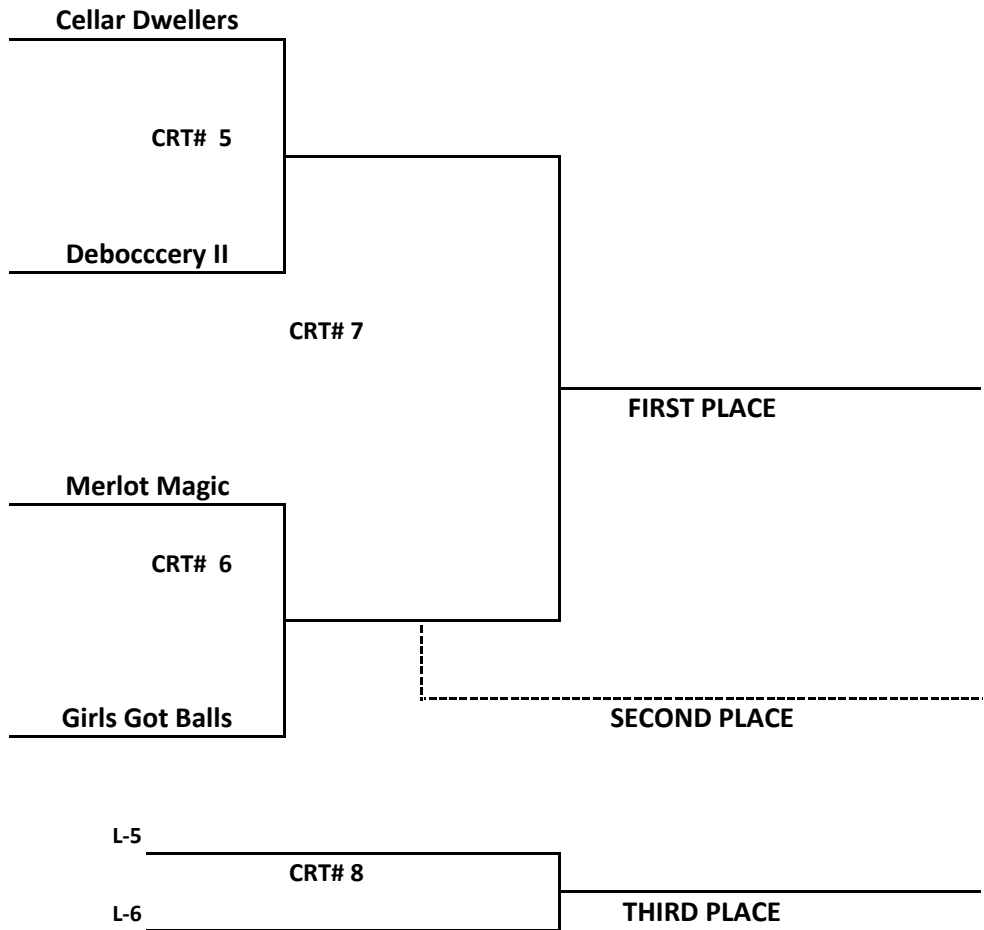 Cellar Dwellers
CRT# 5
Debocccery II
CRT# 7
FIRST PLACE
Merlot Magic
CRT# 6
Girls Got Balls
SECOND PLACE
L-5
CRT# 8
L-6
THIRD PLACE